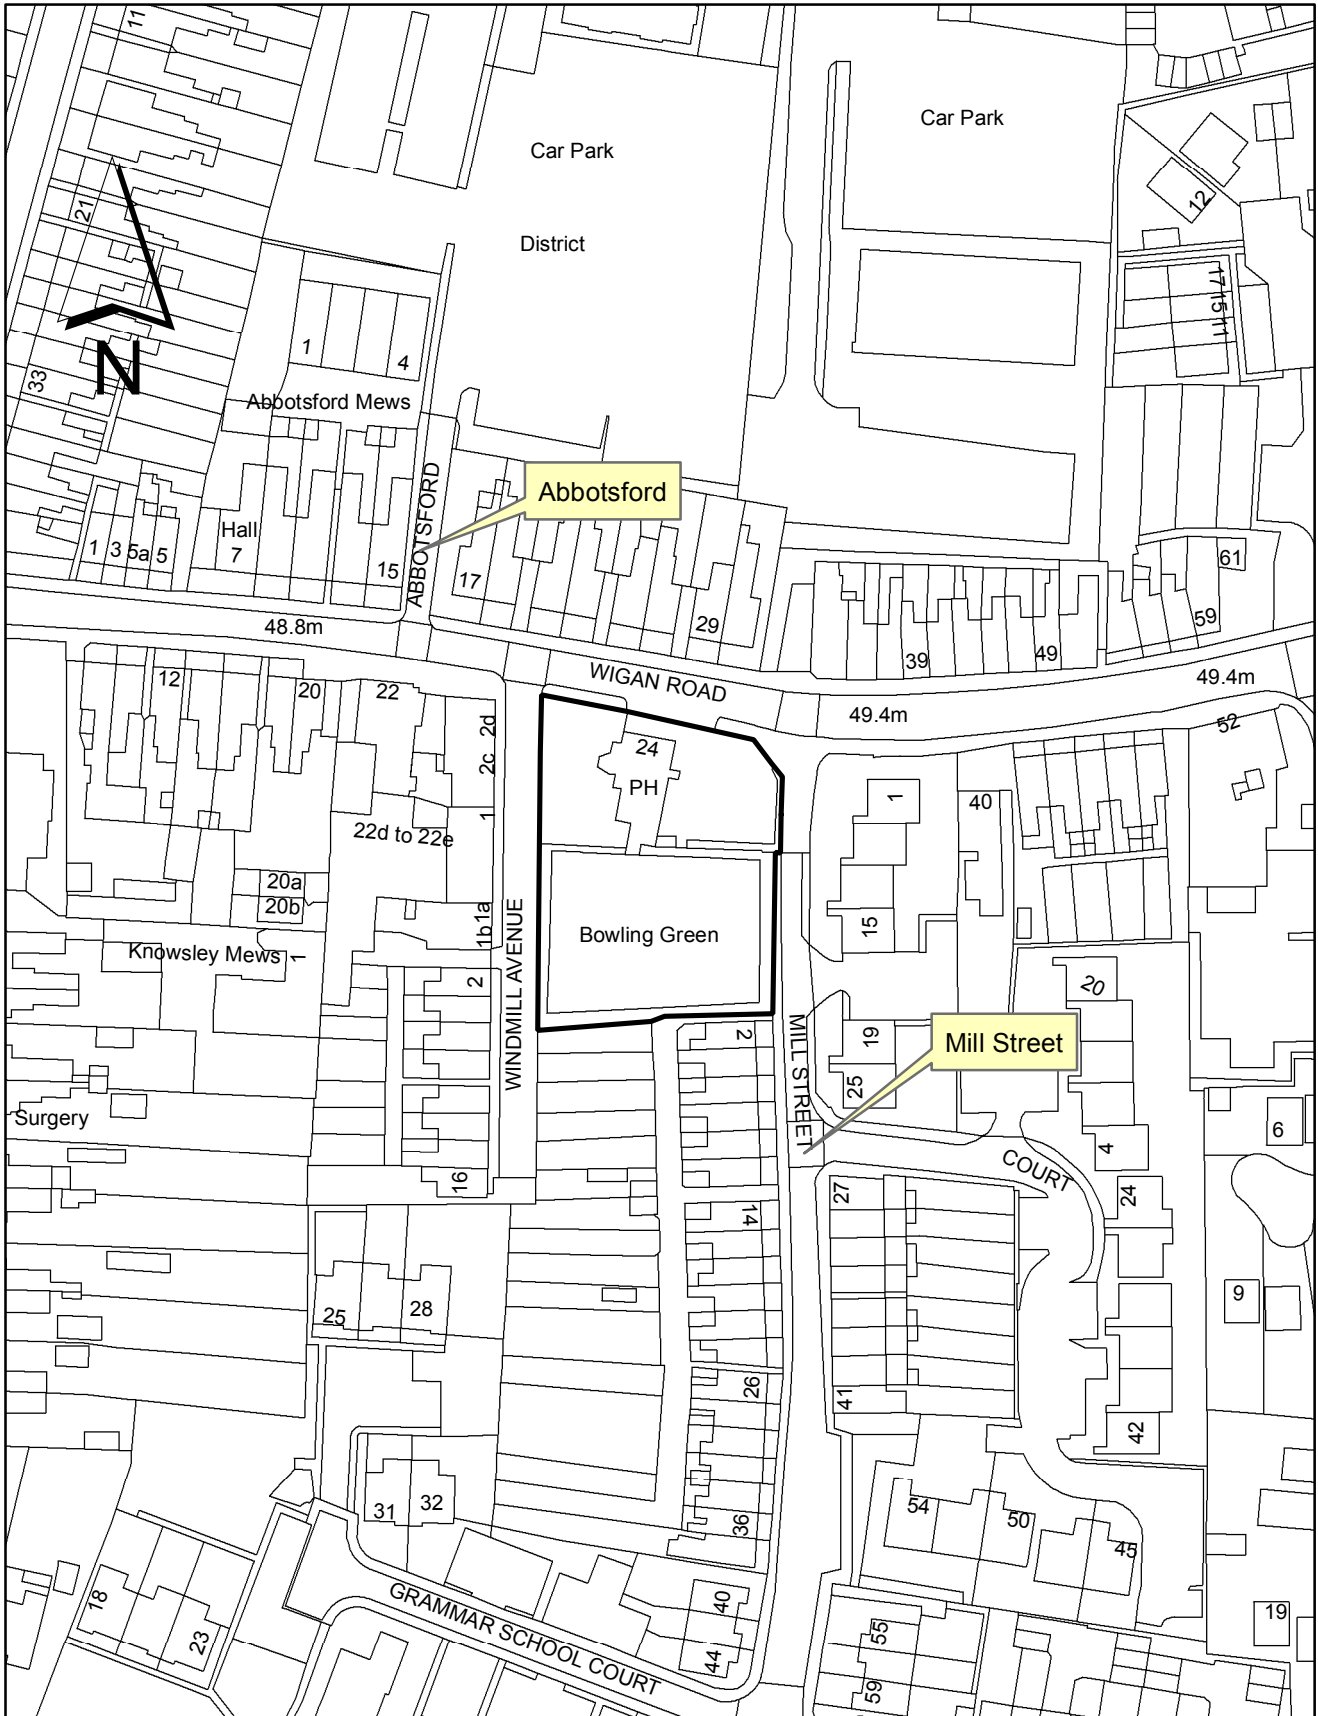 11
Car Park
Car Park
12
21
District
17 15 11
N
33
1
4
Abbotsford Mews
ABBOTSFORD
Abbotsford
1
3
5a
5
Hall
7
15
17
29
39
49
59
61
48.8m
WIGAN ROAD
49.4m
49.4m
12
20
22
2d
2c
24
PH
52
1
40
1
22d to 22e
20a
20b
1a
1b
15
Bowling Green
Knowsley Mews
1
2
WINDMILL AVENUE
20
2
MILL STREET
19
Mill Street
25
Surgery
6
4
COURT
16
27
24
14
25
28
9
26
41
42
31
32
36
54
50
45
18
23
GRAMMAR SCHOOL COURT
40
44
55
59
19